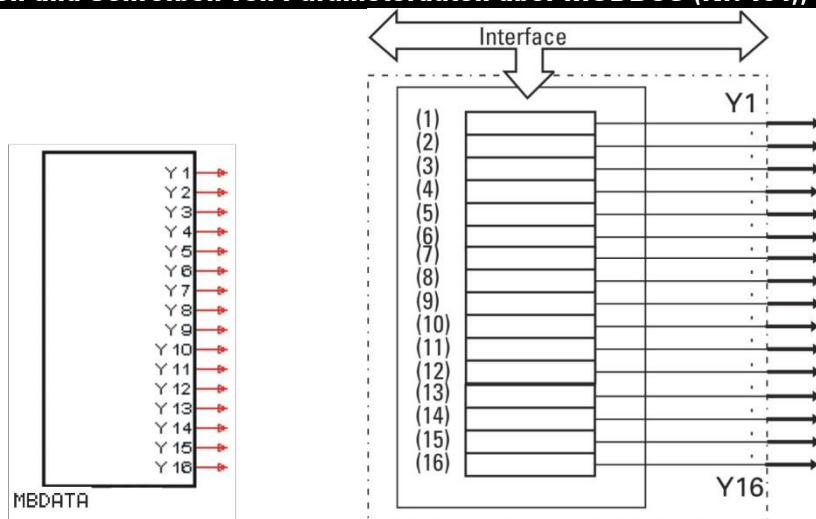 Interface
Y1
(1)
(2)
(3)
(4)
(5)
(6)
(7)
(8)
(9)
(10)
(11)
(12)
(13)
(14)
(15)
(16)
Y16
Y 1
Y 2
Y 3
Y 4
Y 5
Y 6
Y 7
Y 8
Y 9
Y 10
Y 11
Y 12
Y 13
Y 14
Y 15
Y 16
MBDATA